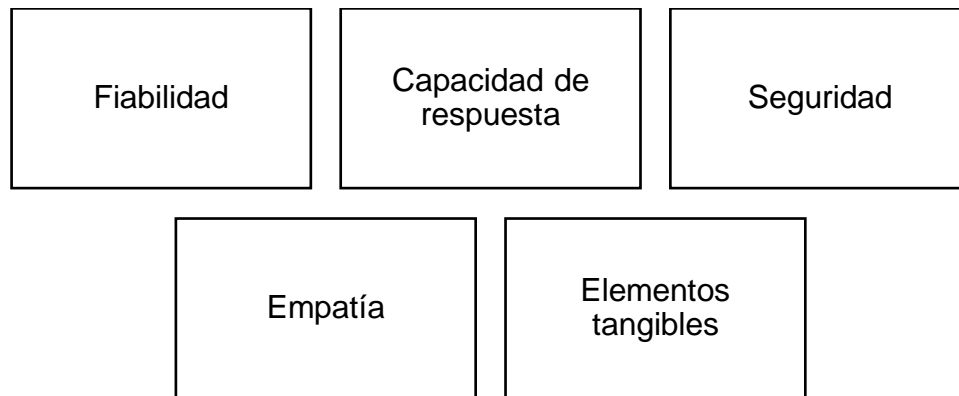 Fiabilidad
Capacidad de
respuesta
Seguridad
Empatía
Elementos
tangibles